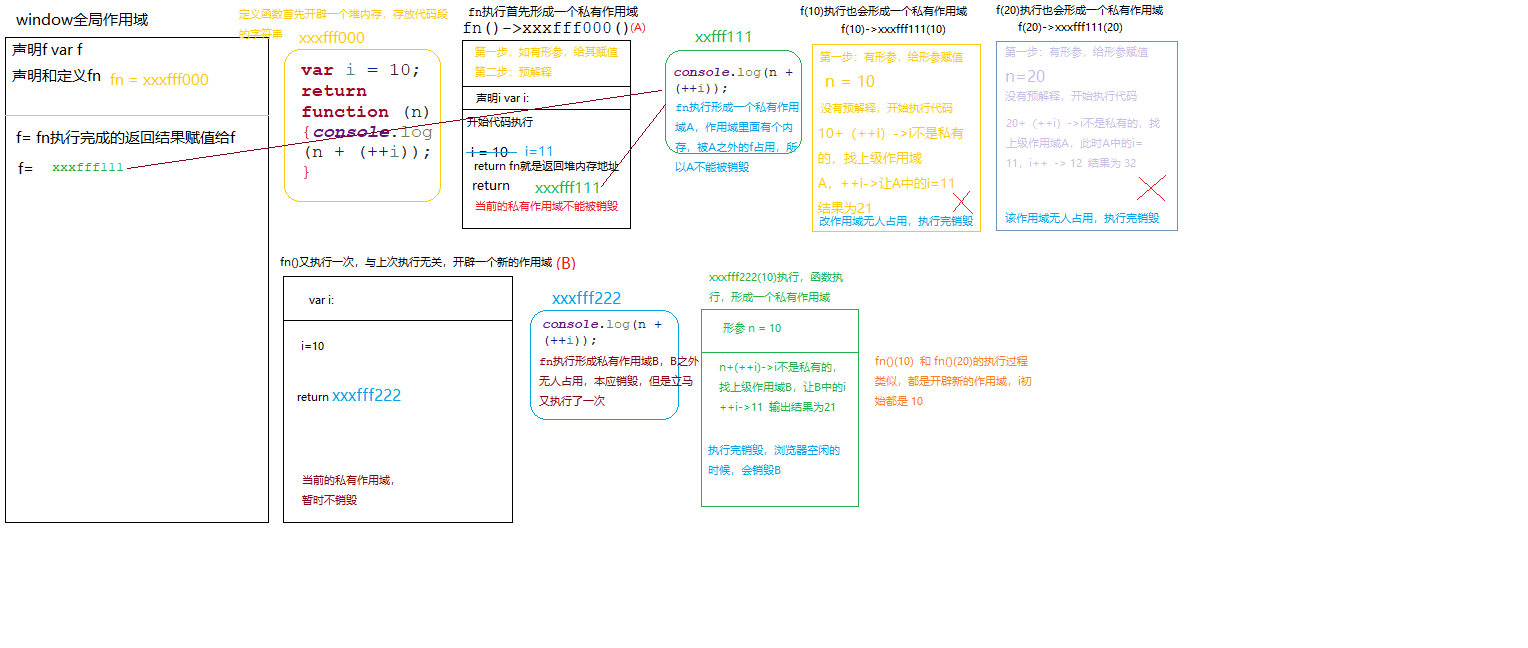 window全局作用域
声明f var f
声明和定义fn fn = xxxfff000
f= fn执行完成的返回结果赋值给f
f= xxxfff111
定义函数首先开辟一个堆内存，存放代码段
的字符串 xxxfff000
var i = 10;
return
function (n)
{console.log
(n + (++i));
}
fn执行首先形成一个私有作用域
fn()->xxxfff000()(A)
第一步，如有形参，给其赋值
第二步：预解释
声明i var i:
开始代码执行
i = 10 i=11
return fn就是返回堆内存地址
return xxxfff111
当前的私有作用域不能被销毁
xxfff111
console.log(n +
(++i));
fn执行形成一个私有作用
域A，作用域里面有个内
存，被A之外的f占用，所
以A不能被销毁
f(10)执行也会形成一个私有作用域
f(10)->xxxfff111(10)
第一步：有形参，给形参赋值
n = 10
没有预解释，开始执行代码
10+（++i）->i不是私有
的，找上级作用域
A，++i->让A中的i=11
结果为21
改作用域无人占用，执行完销毁
f(20)执行也会形成一个私有作用域
f(20)->xxxfff111(20)
第一步：有形参，给形参赋值
n=20
没有预解释，开始执行代码
20+（++i）->i不是私有的，找
上级作用域A，此时A中的i=
11，i++ -> 12 结果为 32
该作用域无人占用，执行完销毁
fn()又执行一次，与上次执行无关，开辟一个新的作用域 (B)
var i:
i=10
return xxxfff222
当前的私有作用域，
暂时不销毁
xxxfff222
console.log(n +
(++i));
fn执行形成私有作用域B，B之外
无人占用，本应销毁，但是立马
又执行了一次
xxxfff222(10)执行，函数执
行，形成一个私有作用域
形参 n = 10
n+(++i)->i不是私有的，
找上级作用域B，让B中的i
++i->11 输出结果为21
执行完销毁，浏览器空闲的
时候，会销毁B
fn()(10) 和 fn()(20)的执行过程
类似，都是开辟新的作用域，i初
始都是 10